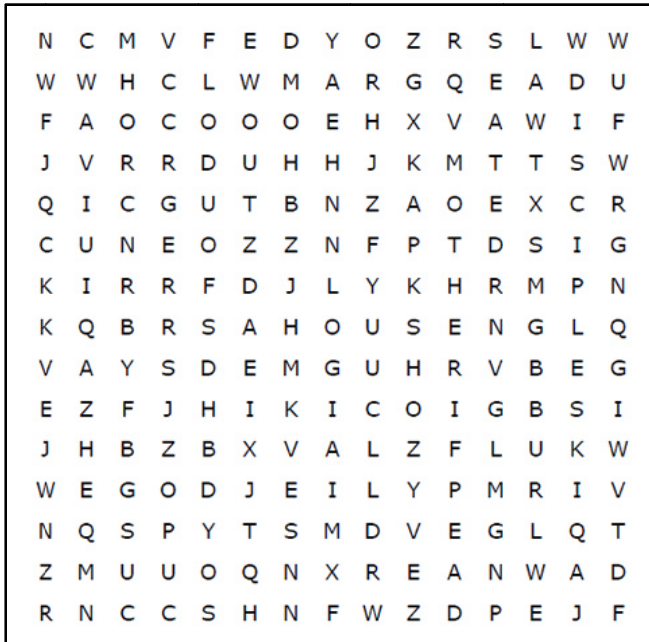 N C M V F E D Y O Z R S L W W
W W H C L W M A R G Q E A D U
F A O C O O O E H X V A W I F
J V R R D U H H J K M T T S W
Q I C G U T B N Z A O E X C R
C U N E O Z Z N F P T D S I G
K I R R F D J L Y K H R M P N
K Q B R S A H O U S E N G L Q
V A Y S D E M G U H R V B E G
E Z F J H I K I C O I G B S I
J H B Z B X V A L Z F L U K W
W E G O D J E I L Y P M R I V
N Q S P Y T S M D V E G L Q T
Z M U U O Q N X R E A N W A D
R N C C S H N F W Z D P E J F